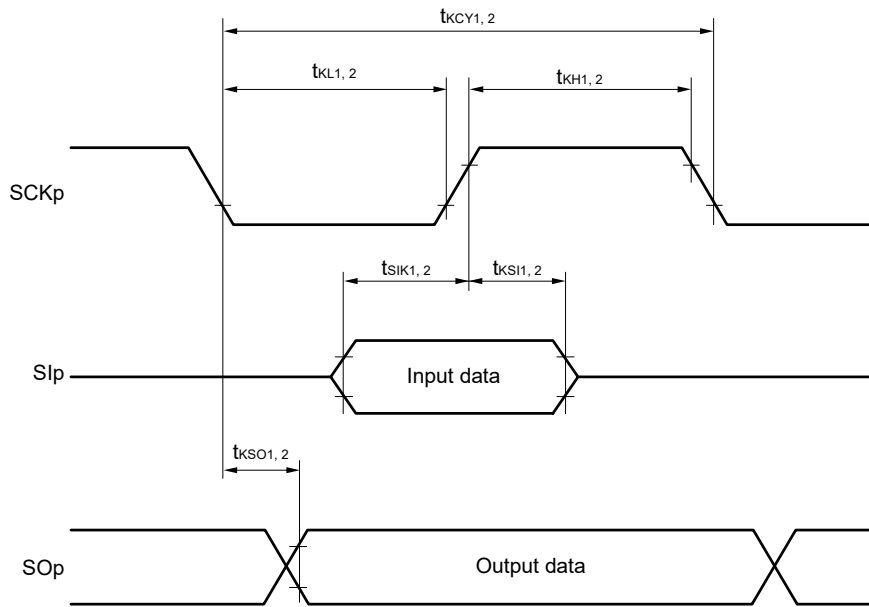 tKCY1, 2
tKL1, 2
tKH1, 2
SCKp
tSIK1, 2
tKSI1, 2
SIp
Input data
tKSO1, 2
SOp
Output data